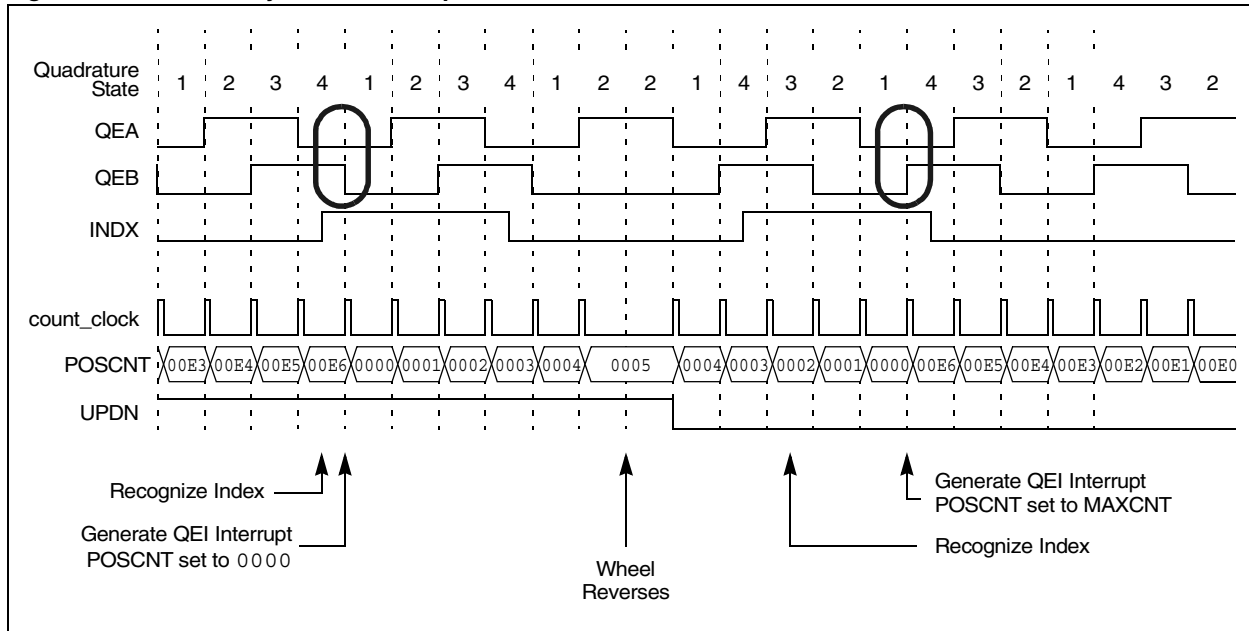 Quadrature
State
1 2 3 4 1 2 3 4 1 2 2 1 4 3 2 1 4 3 2 1 4 3 2
QEA
QEB
INDX
count_clock
POSCNT 00E3 00E4 00E5 00E6 0000 0001 0002 0003 0004 0005 0004 0003 0002 0001 0000 00E6 00E5 00E4 00E3 00E2 00E1 00E0
UPDN
Recognize Index
Generate QEI Interrupt
POSCNT set to 0000
Wheel
Reverses
Generate QEI Interrupt
POSCNT set to MAXCNT
Recognize Index